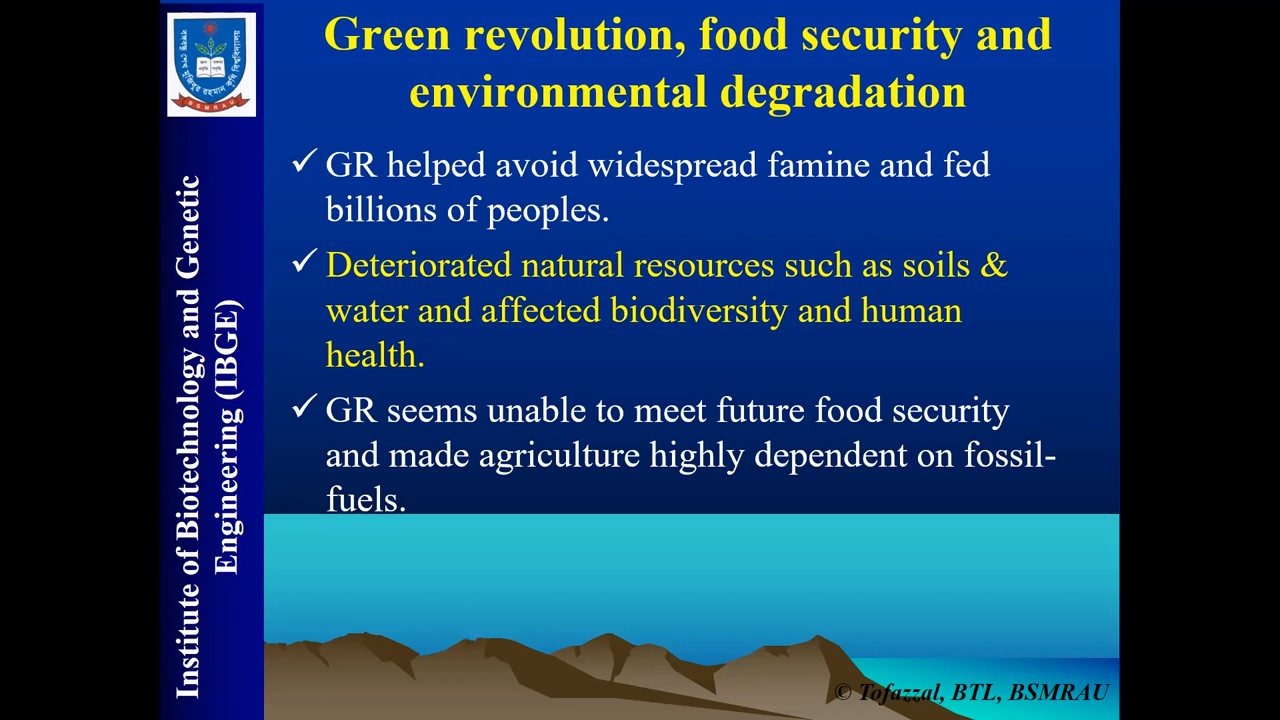 Green revolution, food security and
environmental degradation
✓ GR helped avoid widespread famine and fed
billions of peoples.
✓ Deteriorated natural resources such as soils &
water and affected biodiversity and human
health.
✓ GR seems unable to meet future food security
and made agriculture highly dependent on fossil-
fuels.
Institute of Biotechnology and Genetic
Engineering (IBGE)
BSMRAU
© Tofazzal, BTL, BSMRAU